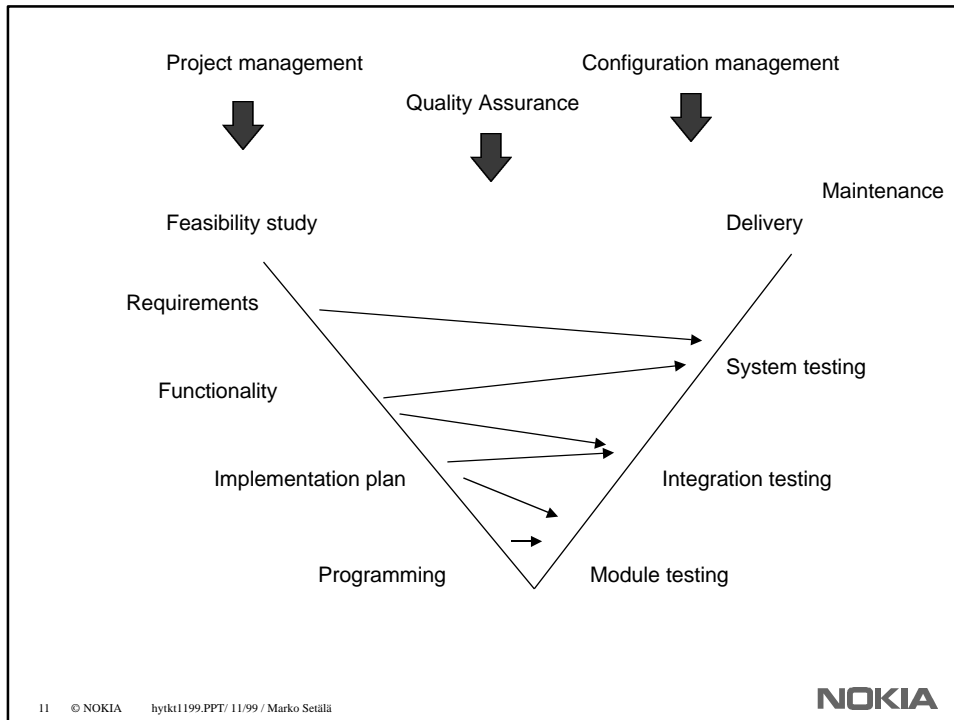 Project management
Configuration management
Quality Assurance
Maintenance
Feasibility study
Delivery
Requirements
System testing
Functionality
Implementation plan
Integration testing
Programming
Module testing
11 © NOKIA hytkt1199.PPT/ 11/99 / Marko Setälä
NOKIA